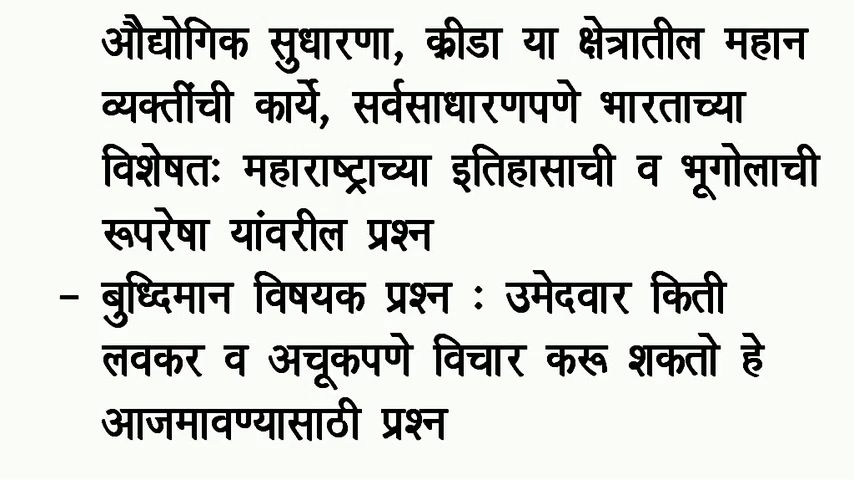 औद्योगिक सुधारणा, क्रीडा या क्षेत्रातील महान
व्यक्तींची कार्ये, सर्वसाधारणपणे भारताच्या
विशेषतः महाराष्ट्राच्या इतिहासाची व भूगोलाची
रूपरेषा यांवरील प्रश्न
- बुध्दिमान विषयक प्रश्न : उमेदवार किती
लवकर व अचूकपणे विचार करू शकतो हे
आजमावण्यासाठी प्रश्न